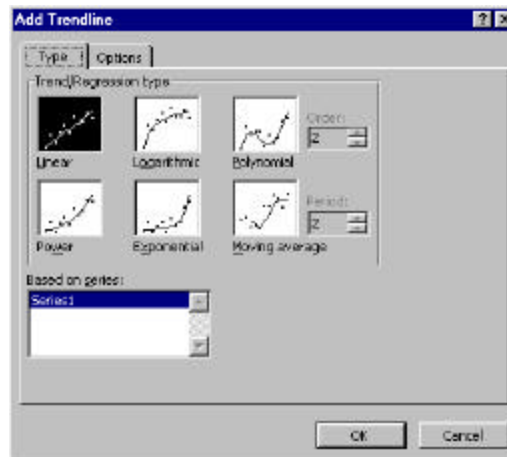 Add Trendline
Type Options
Trend/Regression type
Linear Logarithmic Polynomial
Order:
2
Power Exponential Moving average
Period:
2
Based on series:
Series1
OK Cancel